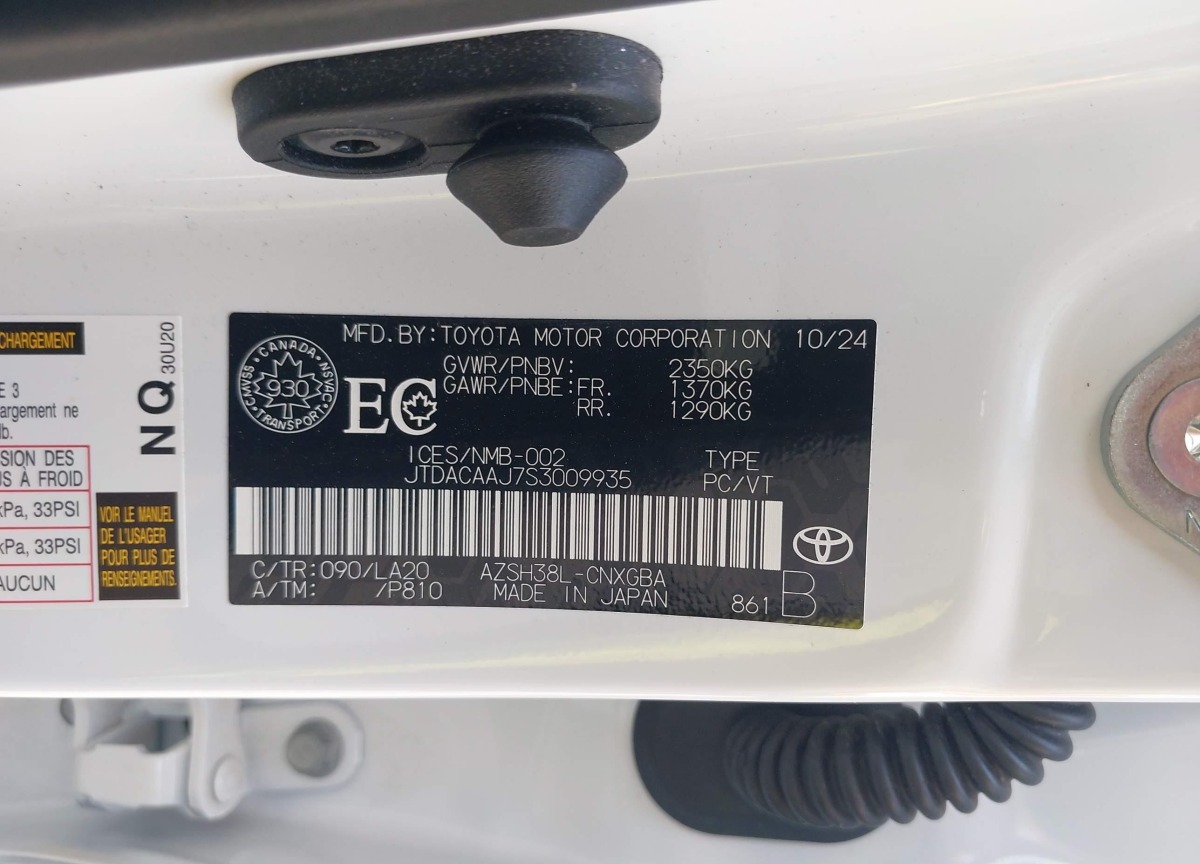 CHARGEMENT
E 3
argement ne
lb.
SION DES
US À FROID
kPa, 33PSI
kPa, 33PSI
AUCUN
VOIR LE MANUEL
DE L'USAGER
POUR PLUS DE
RENSEIGNEMENTS.
NQ 30U20
CANADA
CMVSS
NSVAC
930
TRANSPORT
EC
MFD.BY:TOYOTA MOTOR CORPORATION 10/24
GVWR/PNBV: 2350KG
GAWR/PNBE:FR. 1370KG
RR. 1290KG
ICES/NMB-002 TYPE
JTDACAAJ7S3009935 PC/VT
C/TR:090/LA20 AZSH38L-CNXGBA
A/TM: /P810 MADE IN JAPAN 861 B